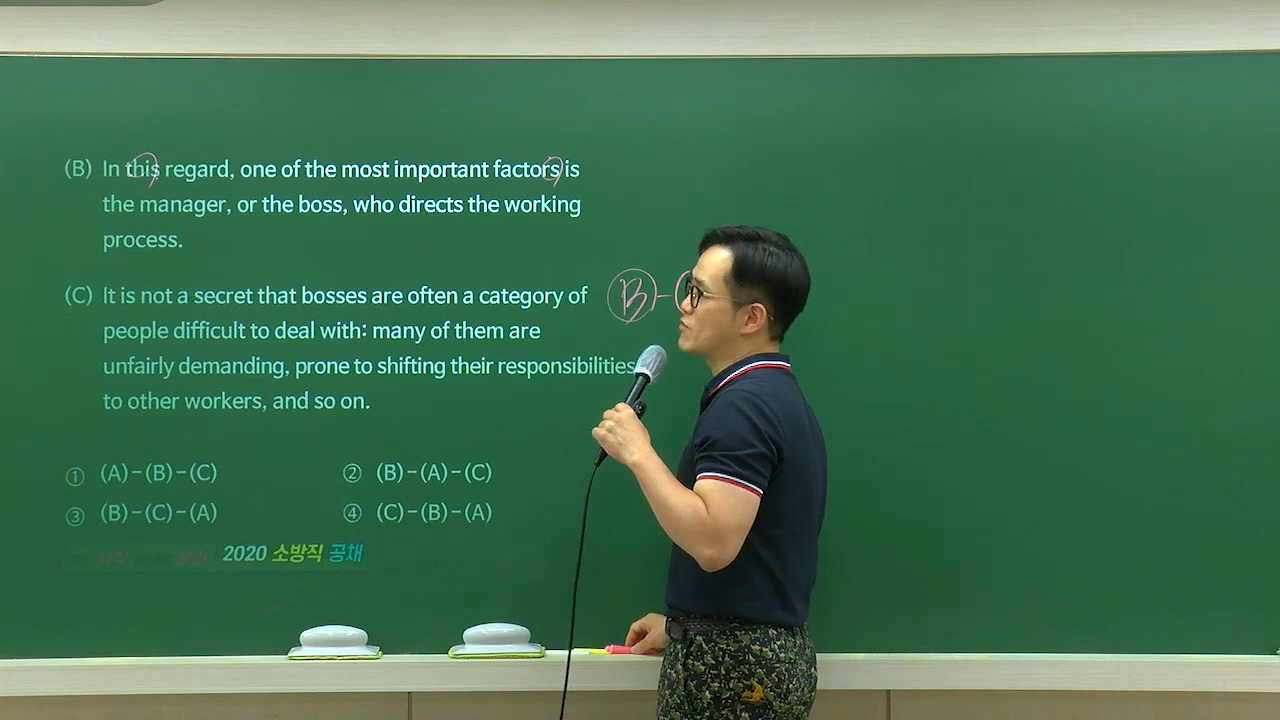 (B) In this regard, one of the most important factors is
the manager, or the boss, who directs the working
process.
(C) It is not a secret that bosses are often a category of
people difficult to deal with: many of them are
unfairly demanding, prone to shifting their responsibilities
to other workers, and so on.
B-
① (A)-(B)-(C) ② (B)-(A)-(C)
③ (B)-(C)-(A) ④ (C)-(B)-(A)
2020 소방직 공채